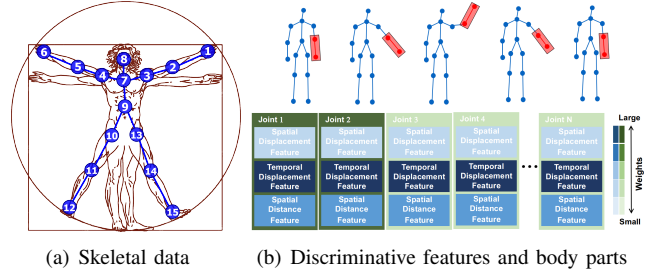 6
8
1
5
2
4
7
3
9
10
13
11
14
12
15
Joint 1
Joint 2
Joint 3
Joint 4
Joint N
Spatial
Displacement
Feature
Spatial
Displacement
Feature
Spatial
Displacement
Feature
Spatial
Displacement
Feature
Spatial
Displacement
Feature
Temporal
Displacement
Feature
Temporal
Displacement
Feature
Temporal
Displacement
Feature
Temporal
Displacement
Feature
Temporal
Displacement
Feature
Spatial
Distance
Feature
Spatial
Distance
Feature
Spatial
Distance
Feature
Spatial
Distance
Feature
Spatial
Distance
Feature
Large
Weights
Small
(a) Skeletal data
(b) Discriminative features and body parts